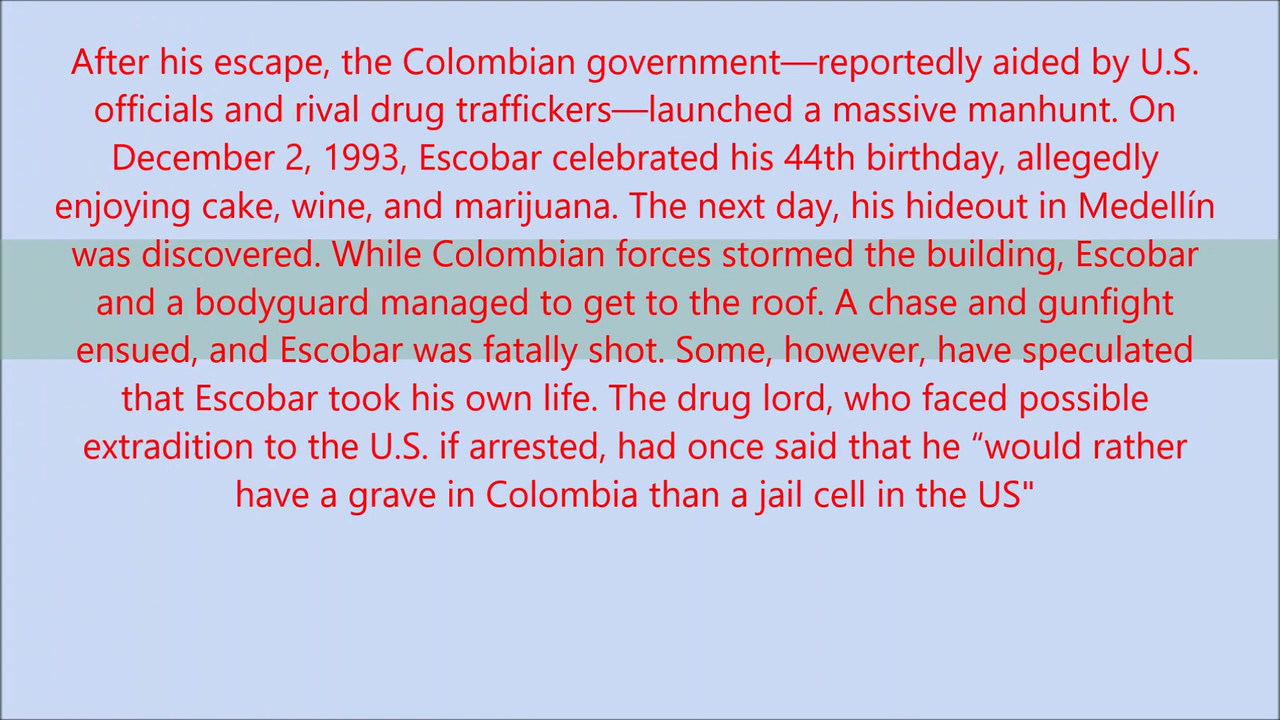 After his escape, the Colombian government—reportedly aided by U.S.
officials and rival drug traffickers—launched a massive manhunt. On
December 2, 1993, Escobar celebrated his 44th birthday, allegedly
enjoying cake, wine, and marijuana. The next day, his hideout in Medellín
was discovered. While Colombian forces stormed the building, Escobar
and a bodyguard managed to get to the roof. A chase and gunfight
ensued, and Escobar was fatally shot. Some, however, have speculated
that Escobar took his own life. The drug lord, who faced possible
extradition to the U.S. if arrested, had once said that he “would rather
have a grave in Colombia than a jail cell in the US"